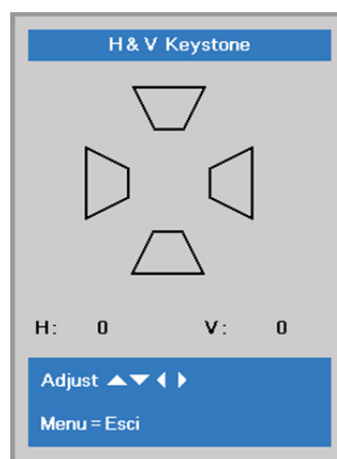 H & V Keystone
H: 0 V: 0
Adjust ▲▼◀▶
Menu = Esci